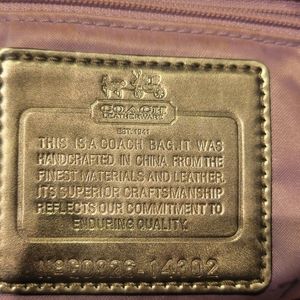 COACH
LEATHERWARE
EST. 1941
THIS IS A COACH BAG. IT WAS
HANDCRAFTED IN CHINA FROM THE
FINEST MATERIALS AND LEATHER.
ITS SUPERIOR CRAFTSMANSHIP
REFLECTS OUR COMMITMENT TO
ENDURING QUALITY.